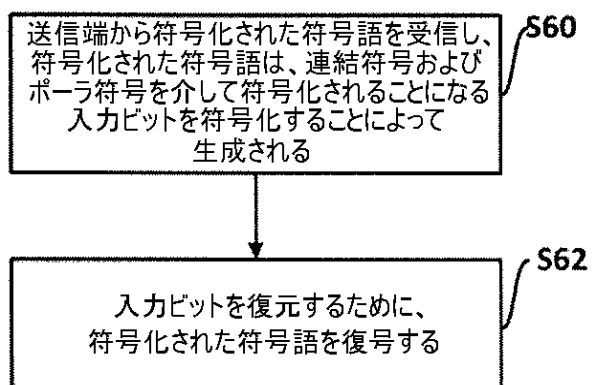 送信端から符号化された符号語を受信し、
符号化された符号語は、連結符号および
ポーラ符号を介して符号化されることになる
入力ビットを符号化することによって
生成される
S60
入力ビットを復元するために、
符号化された符号語を復号する
S62